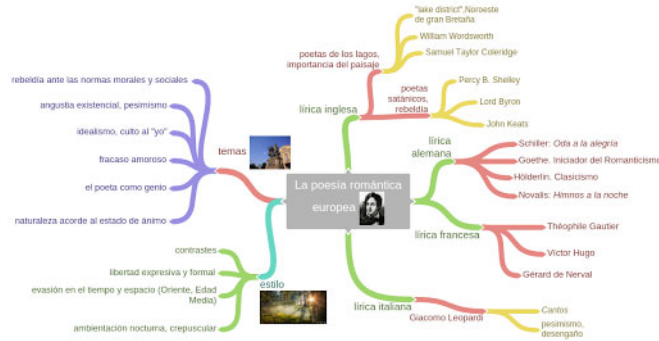 La poesía romántica
europea
temas
rebeldía ante las normas morales y sociales
angustia existencial, pesimismo
idealismo, culto al "yo"
fracaso amoroso
el poeta como genio
naturaleza acorde al estado de ánimo
estilo
contrastes
libertad expresiva y formal
evasión en el tiempo y espacio (Oriente, Edad
Media)
ambientación nocturna, crepuscular
lírica inglesa
poetas de los lagos,
importancia del paisaje
"lake district",Noroeste
de gran Bretaña
William Wordsworth
Samuel Taylor Coleridge
poetas
satánicos,
rebeldía
Percy B. Shelley
Lord Byron
John Keats
lírica
alemana
Schiller: Oda a la alegría
Goethe. Iniciador del Romanticismo
Hölderlin. Clasicismo
Novalis: Himnos a la noche
lírica francesa
Théophile Gautier
Víctor Hugo
Gérard de Nerval
lírica italiana
Giacomo Leopardi
Cantos
pesimismo,
desengaño